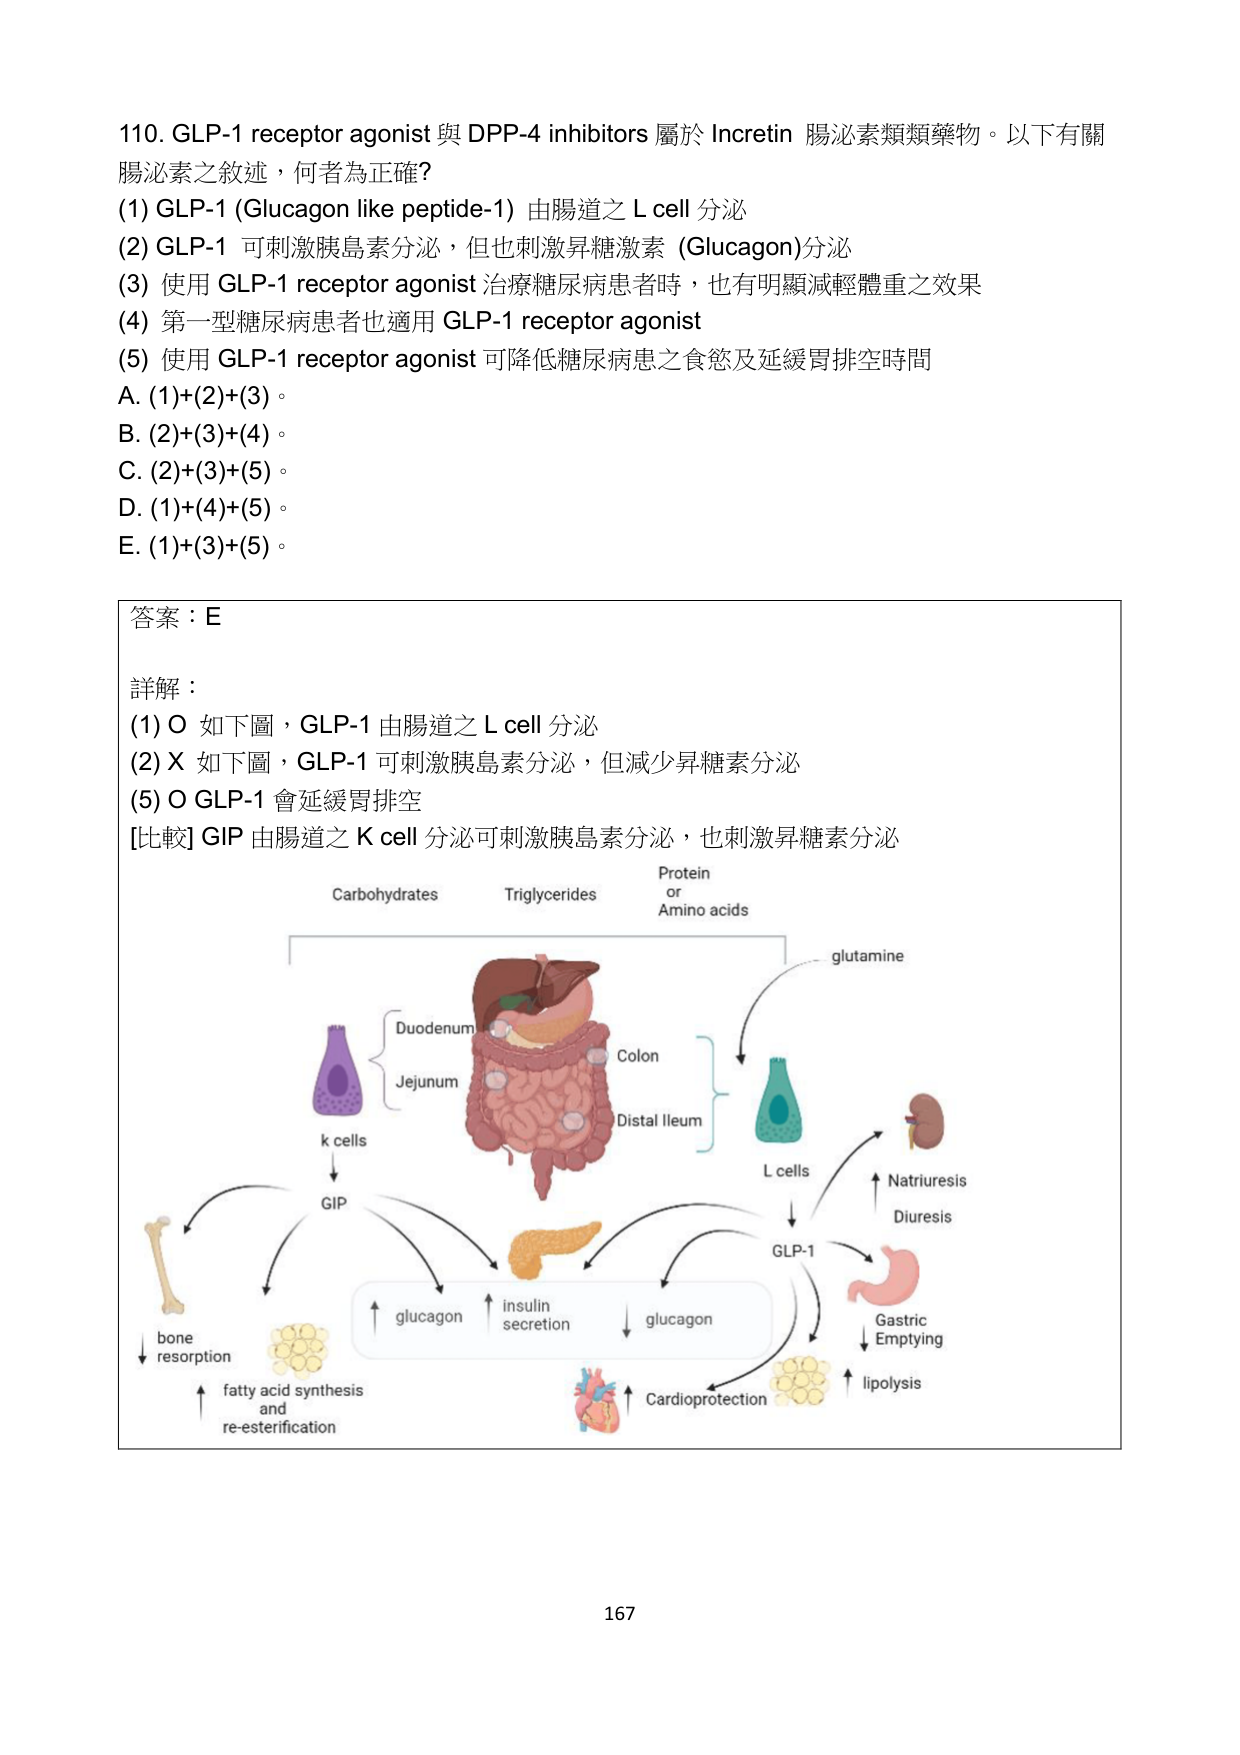 110. GLP-1 receptor agonist 與 DPP-4 inhibitors 屬於 Incretin 腸泌素類類藥物。以下有關
腸泌素之敘述，何者為正確?
(1) GLP-1 (Glucagon like peptide-1) 由腸道之 L cell 分泌
(2) GLP-1 可刺激胰島素分泌，但也刺激昇糖激素 (Glucagon)分泌
(3) 使用 GLP-1 receptor agonist 治療糖尿病患者時，也有明顯減輕體重之效果
(4) 第一型糖尿病患者也適用 GLP-1 receptor agonist
(5) 使用 GLP-1 receptor agonist 可降低糖尿病患之食慾及延緩胃排空時間
A. (1)+(2)+(3)。
B. (2)+(3)+(4)。
C. (2)+(3)+(5)。
D. (1)+(4)+(5)。
E. (1)+(3)+(5)。
答案：E
詳解：
(1) O 如下圖，GLP-1 由腸道之 L cell 分泌
(2) X 如下圖，GLP-1 可刺激胰島素分泌，但減少昇糖素分泌
(5) O GLP-1 會延緩胃排空
[比較] GIP 由腸道之 K cell 分泌可刺激胰島素分泌，也刺激昇糖素分泌
Carbohydrates
Triglycerides
Protein
or
Amino acids
glutamine
Duodenum
Jejunum
Colon
Distal Ileum
k cells
L cells
GIP
GLP-1
Natriuresis
Diuresis
glucagon
insulin
secretion
glucagon
Gastric
Emptying
bone
resorption
fatty acid synthesis
and
re-esterification
Cardioprotection
lipolysis
167